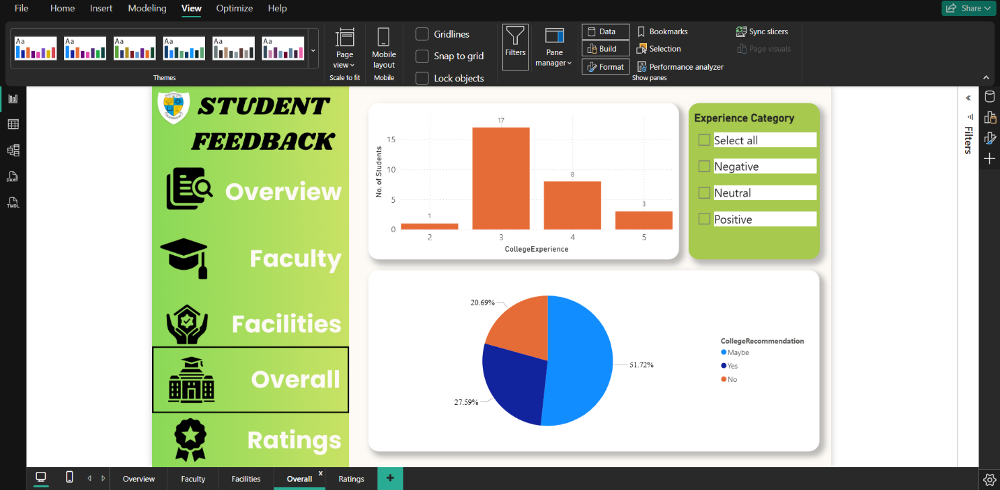 File Home Insert Modeling View Optimize Help
Share
Aa Aa Aa Aa Aa Aa
Themes
Page view
Scale to fit
Mobile layout
Mobile
Gridlines
Snap to grid
Lock objects
Filters
Pane manager
Data
Build
Format
Bookmarks
Selection
Performance analyzer
Sync slicers
Page visuals
Show panes
DAX
TMDL
STUDENT
FEEDBACK
Overview
Faculty
Facilities
Overall
Ratings
No. of Students
15
10
5
0
17
8
3
1
2 3 4 5
CollegeExperience
Experience Category
Select all
Negative
Neutral
Positive
20.69%
51.72%
27.59%
CollegeRecommendation
Maybe
Yes
No
Filters
Overview Faculty Facilities Overall x Ratings +